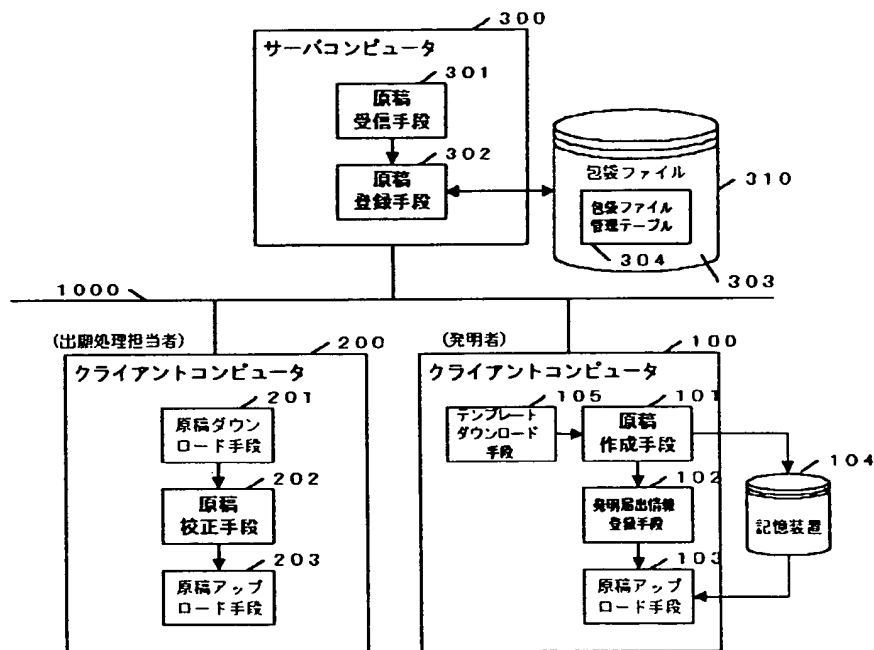 300
サーバコンピュータ
301
原稿
受信手段
302
原稿
登録手段
包袋ファイル
310
包袋ファイル
管理テーブル
304
303
1000
(出願処理担当者)
200
クライアントコンピュータ
201
原稿ダウン
ロード手段
202
原稿
校正手段
203
原稿アップ
ロード手段
(発明者)
100
クライアントコンピュータ
105
テンプレート
ダウンロード
手段
101
原稿
作成手段
102
発明届出情報
登録手段
103
原稿アップ
ロード手段
104
記憶装置